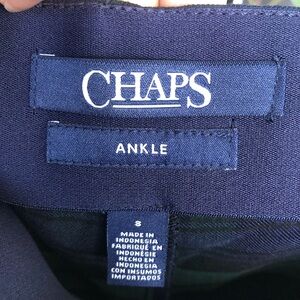 CHAPS
ANKLE
8
MADE IN
INDONESIA
FABRIQUÉ EN
INDONÉSIE
HECHO EN
INDONESIA
CON INSUMOS
IMPORTADOS